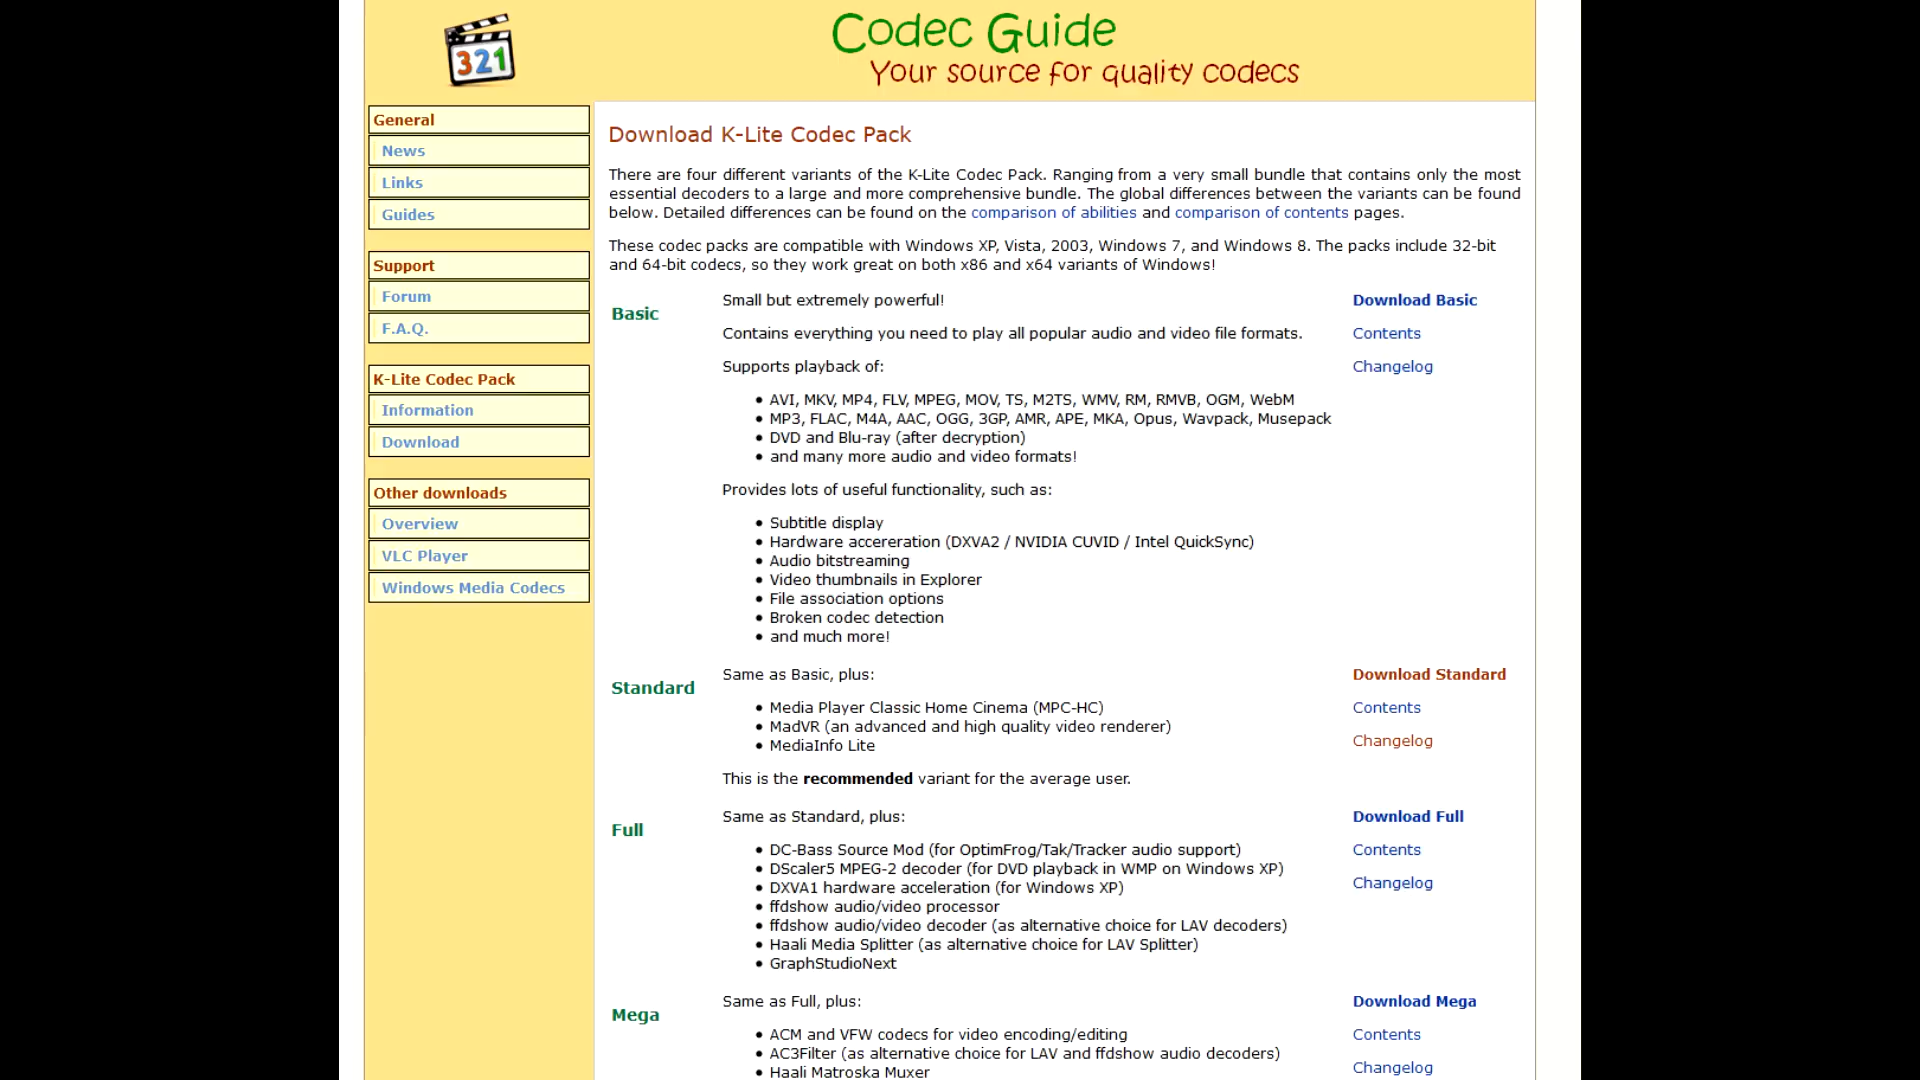 321
Codec Guide
Your source for quality codecs
General
News
Links
Guides
Support
Forum
F.A.Q.
K-Lite Codec Pack
Information
Download
Other downloads
Overview
VLC Player
Windows Media Codecs
Download K-Lite Codec Pack
There are four different variants of the K-Lite Codec Pack. Ranging from a very small bundle that contains only the most
essential decoders to a large and more comprehensive bundle. The global differences between the variants can be found
below. Detailed differences can be found on the comparison of abilities and comparison of contents pages.
These codec packs are compatible with Windows XP, Vista, 2003, Windows 7, and Windows 8. The packs include 32-bit
and 64-bit codecs, so they work great on both x86 and x64 variants of Windows!
Basic
Small but extremely powerful!
Contains everything you need to play all popular audio and video file formats.
Supports playback of:
• AVI, MKV, MP4, FLV, MPEG, MOV, TS, M2TS, WMV, RM, RMVB, OGM, WebM
• MP3, FLAC, M4A, AAC, OGG, 3GP, AMR, APE, MKA, Opus, Wavpack, Musepack
• DVD and Blu-ray (after decryption)
• and many more audio and video formats!
Provides lots of useful functionality, such as:
• Subtitle display
• Hardware accereration (DXVA2 / NVIDIA CUVID / Intel QuickSync)
• Audio bitstreaming
• Video thumbnails in Explorer
• File association options
• Broken codec detection
• and much more!
Download Basic
Contents
Changelog
Standard
Same as Basic, plus:
• Media Player Classic Home Cinema (MPC-HC)
• MadVR (an advanced and high quality video renderer)
• MediaInfo Lite
This is the recommended variant for the average user.
Download Standard
Contents
Changelog
Full
Same as Standard, plus:
• DC-Bass Source Mod (for OptimFrog/Tak/Tracker audio support)
• DScaler5 MPEG-2 decoder (for DVD playback in WMP on Windows XP)
• DXVA1 hardware acceleration (for Windows XP)
• ffdshow audio/video processor
• ffdshow audio/video decoder (as alternative choice for LAV decoders)
• Haali Media Splitter (as alternative choice for LAV Splitter)
• GraphStudioNext
Download Full
Contents
Changelog
Mega
Same as Full, plus:
• ACM and VFW codecs for video encoding/editing
• AC3Filter (as alternative choice for LAV and ffdshow audio decoders)
• Haali Matroska Muxer
Download Mega
Contents
Changelog